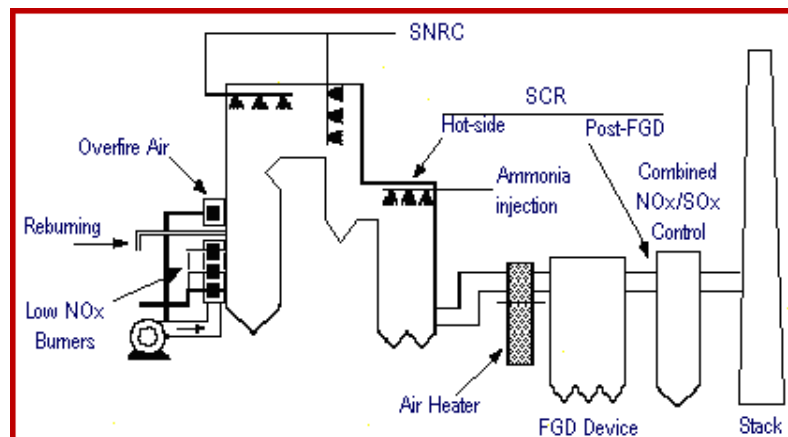 SNRC
SCR
Hot-side
Post-FGD
Overfire Air
Ammonia
injection
Combined
NOx/SOx
Control
Reburning
Low NOx
Burners
Air Heater
FGD Device
Stack